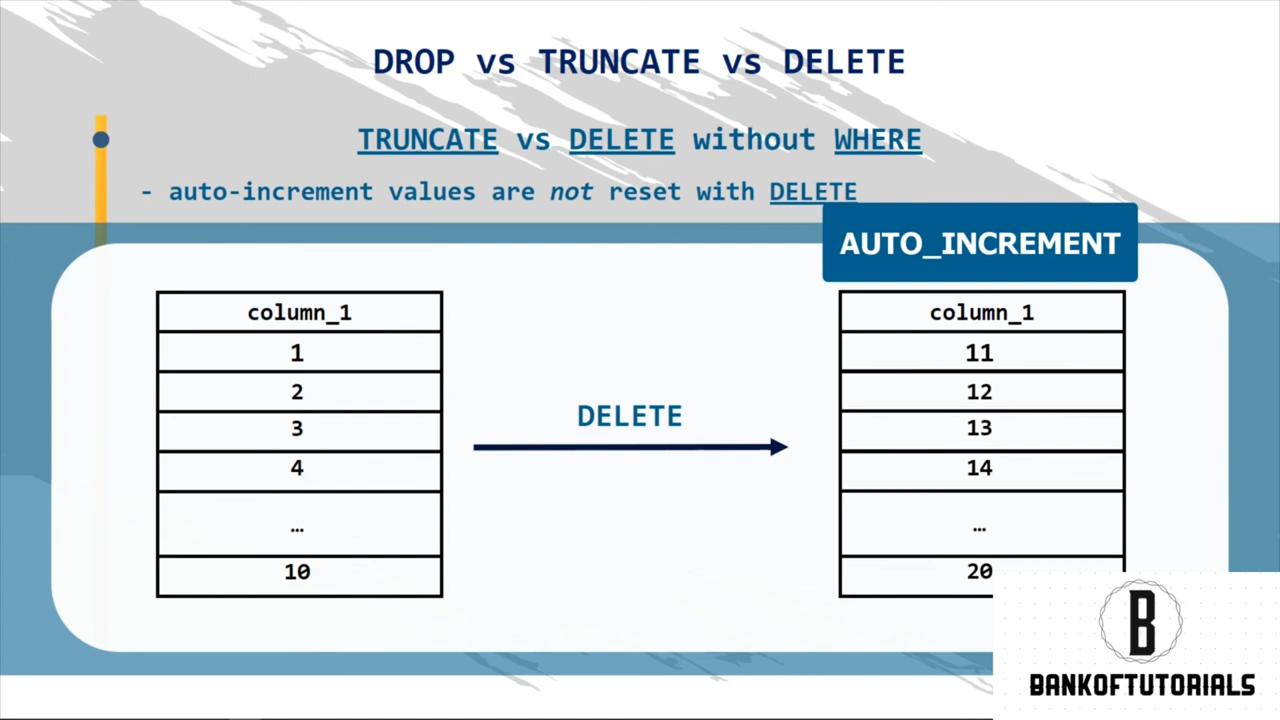 DROP vs TRUNCATE vs DELETE
TRUNCATE vs DELETE without WHERE
- auto-increment values are not reset with DELETE
AUTO_INCREMENT
column_1
1
2
3
4
…
10
DELETE
column_1
11
12
13
14
…
20
B
BANKOFTUTORIALS